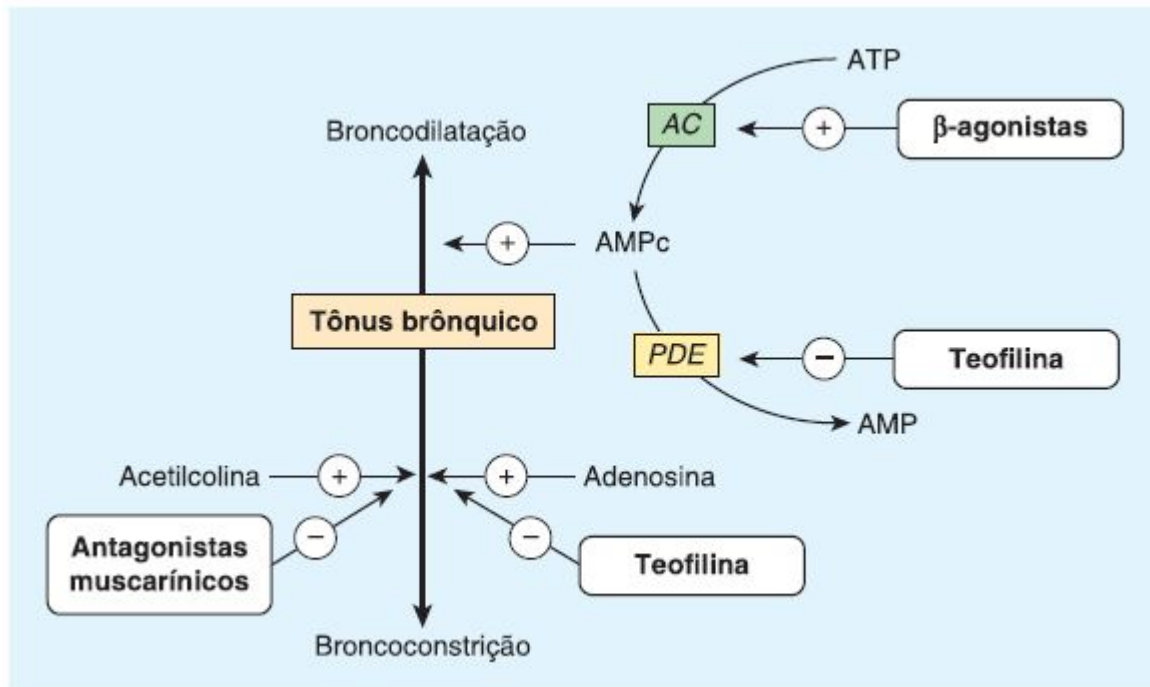 ATP
AC
+
β-agonistas
Broncodilatação
+
AMPc
Tônus brônquico
PDE
−
Teofilina
AMP
Acetilcolina
+
+
Adenosina
Antagonistas
muscarínicos
−
−
Teofilina
Broncoconstrição